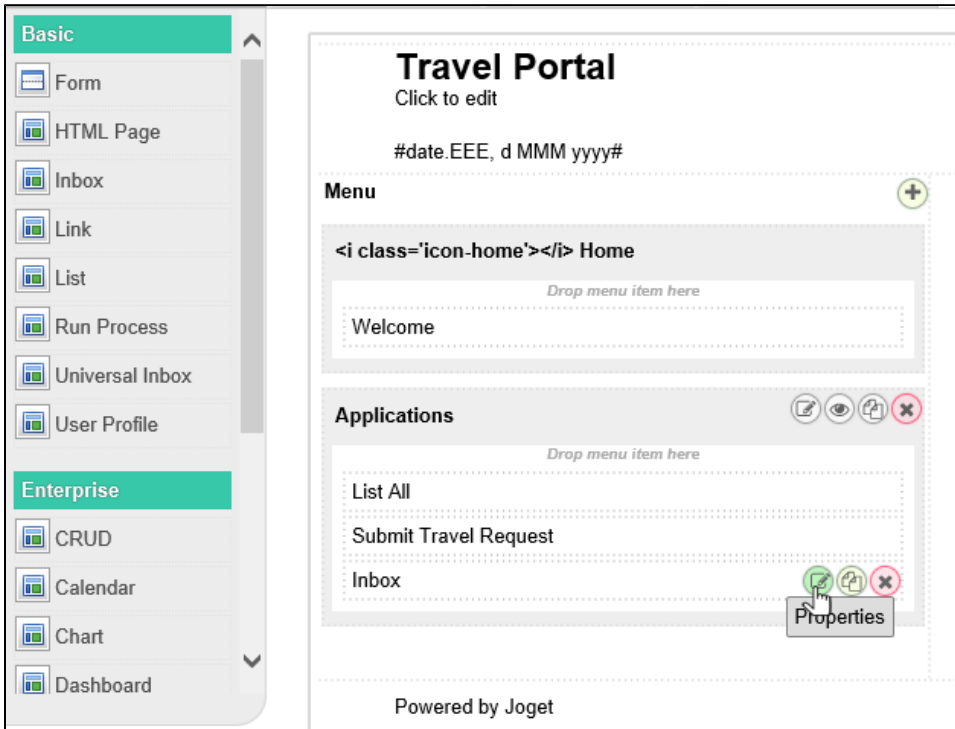 Basic
Form
HTML Page
Inbox
Link
List
Run Process
Universal Inbox
User Profile
Enterprise
CRUD
Calendar
Chart
Dashboard
Travel Portal
Click to edit
#date.EEE, d MMM yyyy#
Menu
<i class='icon-home'></i> Home
Drop menu item here
Welcome
Applications
Drop menu item here
List All
Submit Travel Request
Inbox
Properties
Powered by Joget